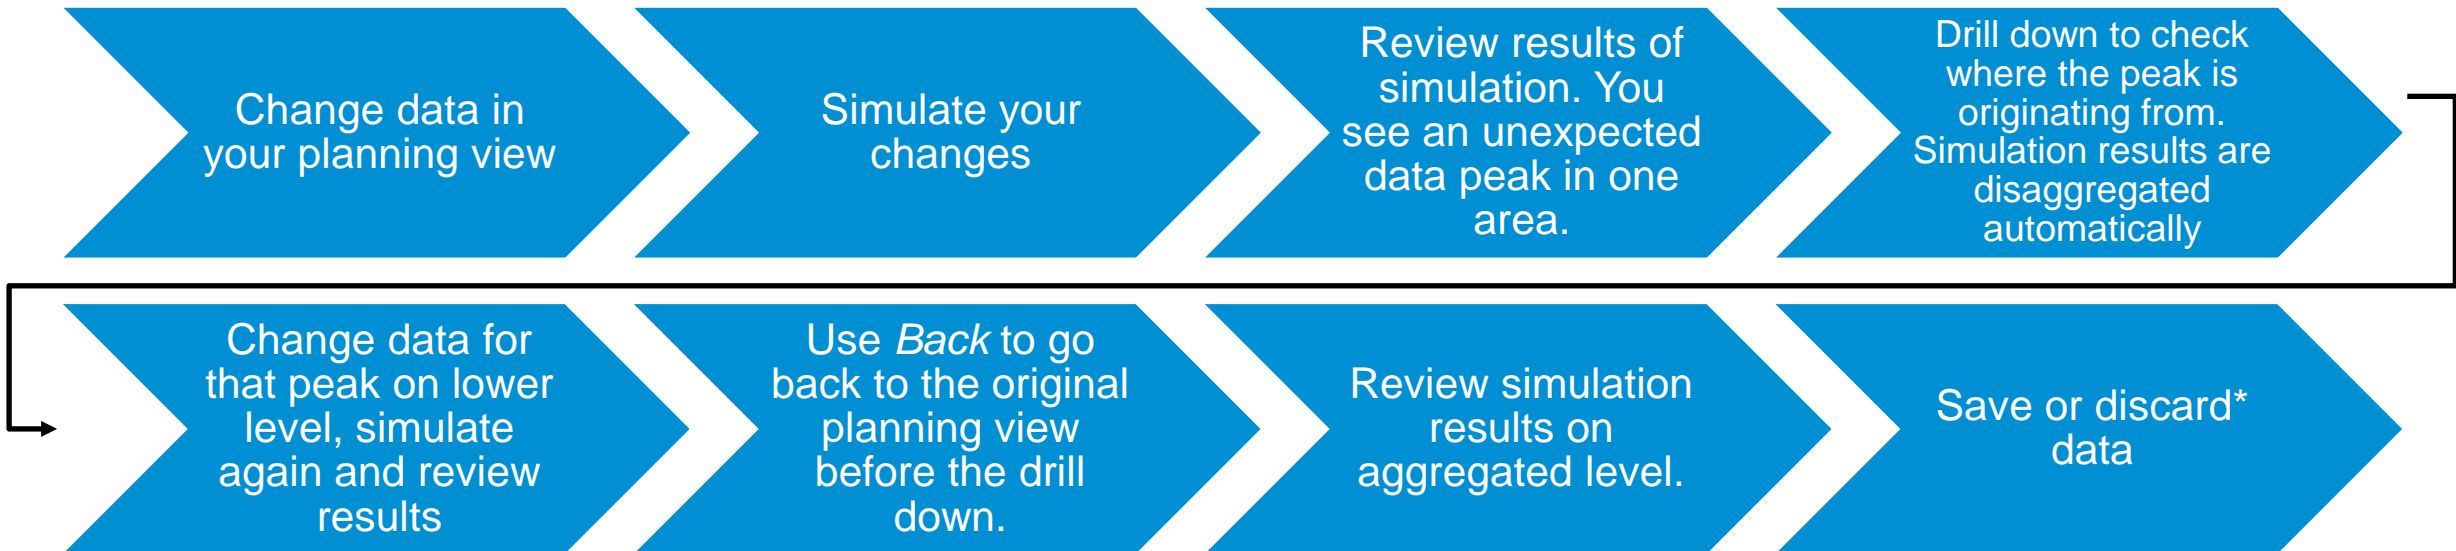 Change data in
your planning view
Simulate your
changes
Review results of
simulation. You
see an unexpected
data peak in one
area.
Drill down to check
where the peak is
originating from.
Simulation results are
disaggregated
automatically
Change data for
that peak on lower
level, simulate
again and review
results
Use Back to go
back to the original
planning view
before the drill
down.
Review simulation
results on
aggregated level.
Save or discard*
data